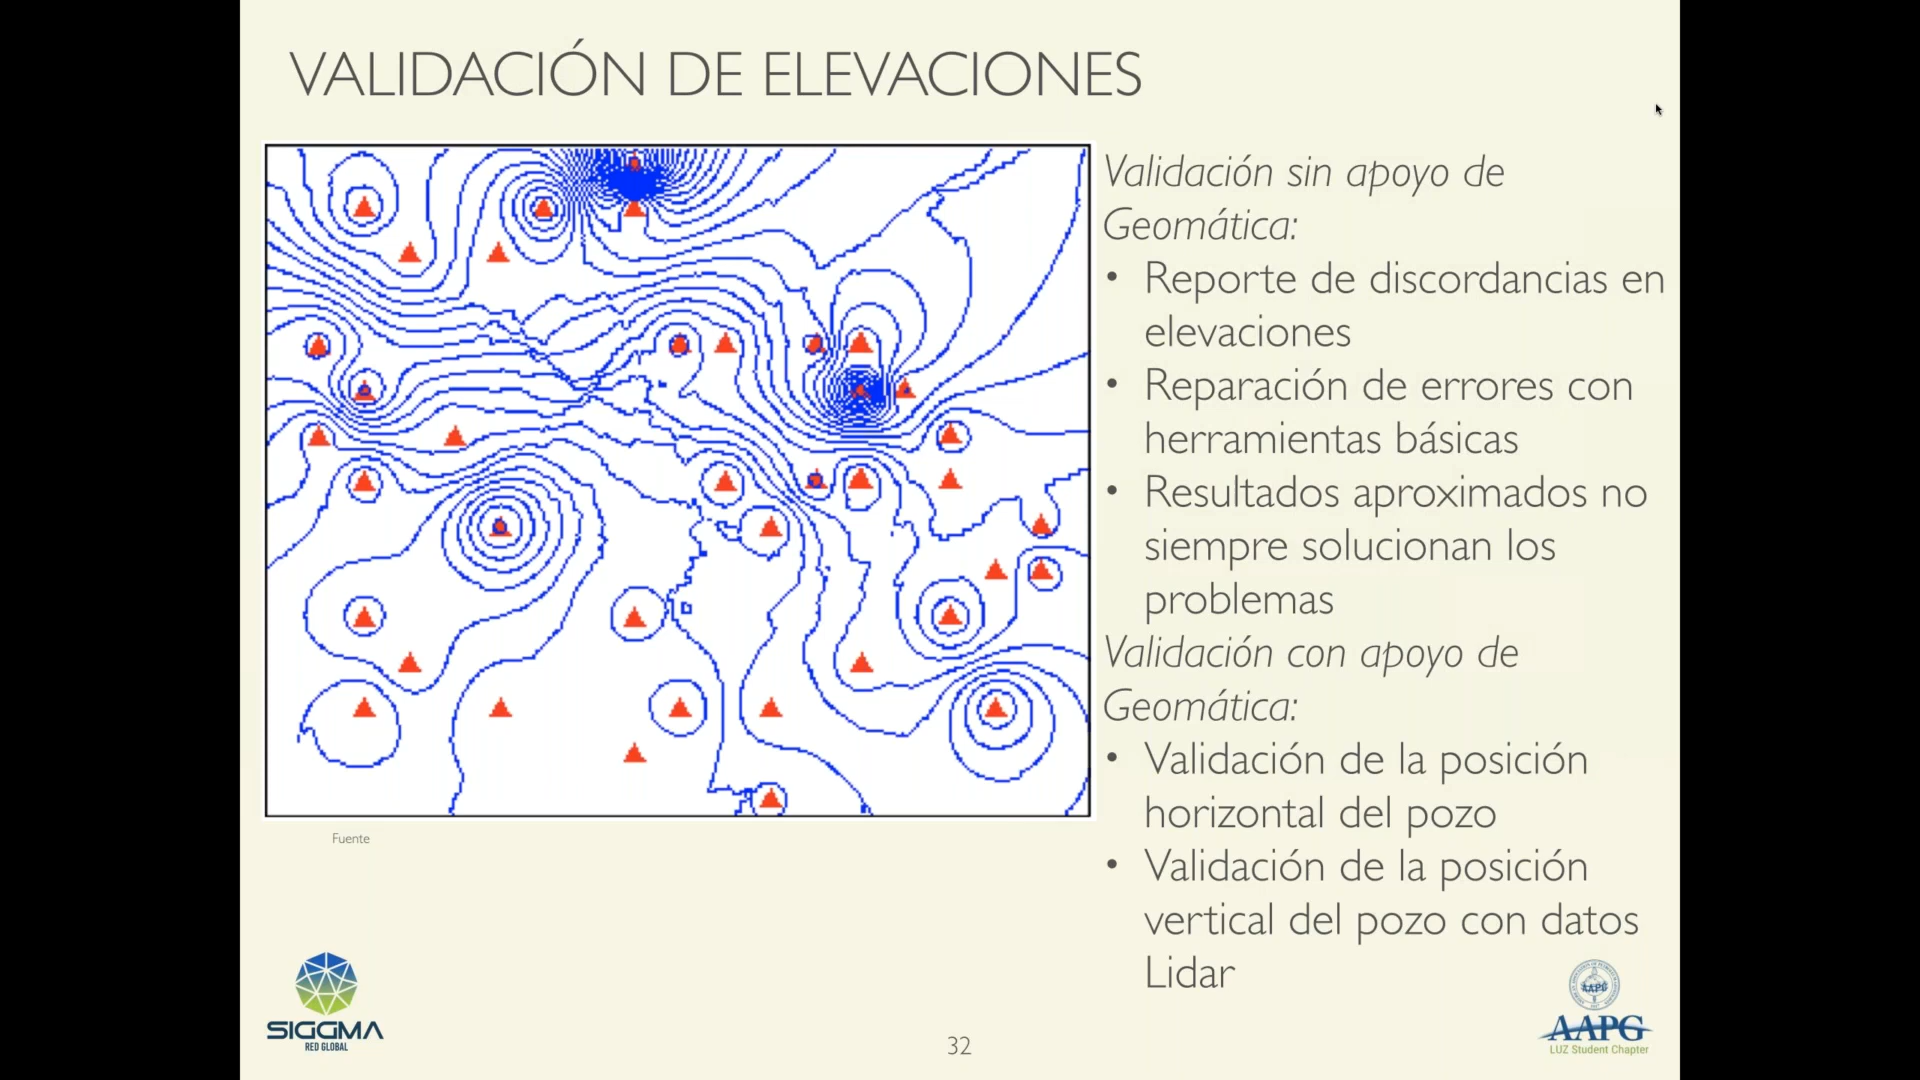 VALIDACIÓN DE ELEVACIONES
Validación sin apoyo de
Geomática:
• Reporte de discordancias en
elevaciones
• Reparación de errores con
herramientas básicas
• Resultados aproximados no
siempre solucionan los
problemas
Validación con apoyo de
Geomática:
• Validación de la posición
horizontal del pozo
• Validación de la posición
vertical del pozo con datos
Lidar
Fuente
SIGGMA
RED GLOBAL
32
AAPG
AAPG
LUZ Student Chapter